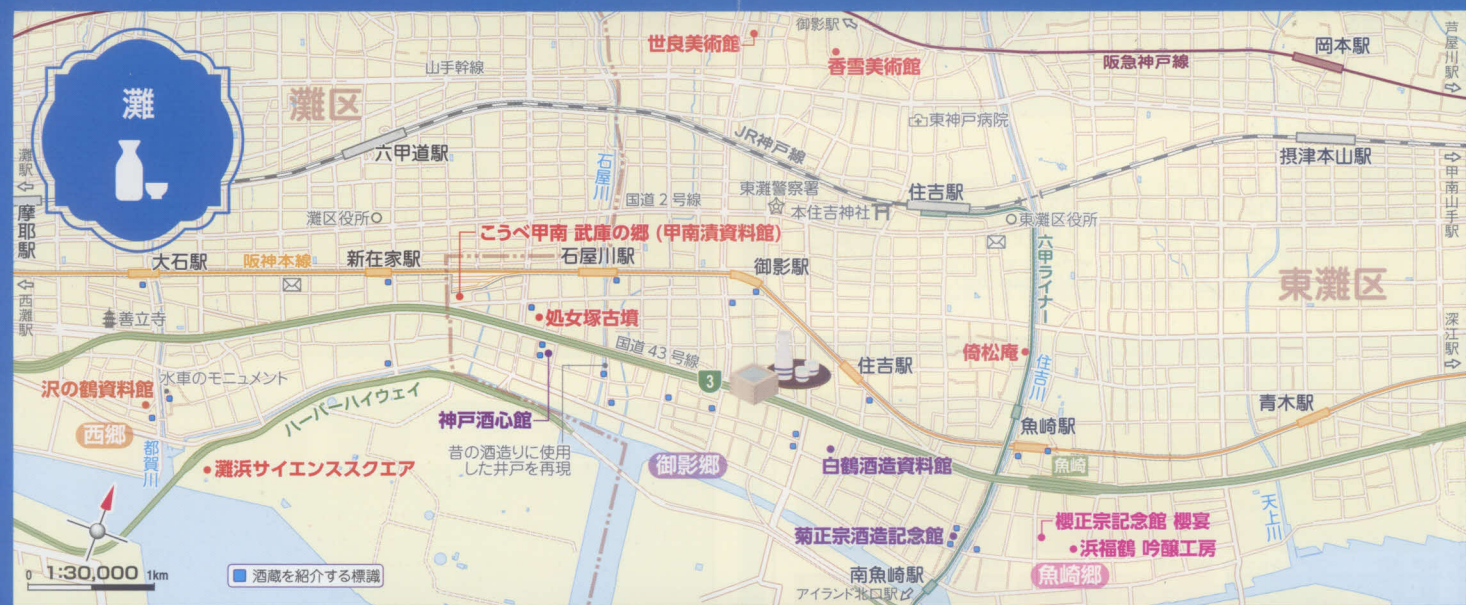 灘
御影駅
世良美術館
香雪美術館
阪急神戸線
岡本駅
芦屋川駅
山手幹線
灘区
東神戸病院
六甲道駅
JR神戸線
摂津本山駅
甲南山手駅
石屋川
灘駅
摩耶駅
国道2号線
東灘警察署
本住吉神社
住吉駅
東灘区役所
灘区役所
こうべ甲南 武庫の郷 (甲南漬資料館)
大石駅
阪神本線
新在家駅
石屋川駅
御影駅
六甲ライナー
東灘区
西灘駅
善立寺
処女塚古墳
国道43号線
3
住吉駅
倚松庵
住吉川
深江駅
沢の鶴資料館
水車のモニュメント
西郷
都賀川
ハーバーハイウェイ
灘浜サイエンススクエア
神戸酒心館
昔の酒造りに使用
した井戸を再現
御影郷
白鶴酒造資料館
魚崎駅
魚崎
青木駅
天上川
菊正宗酒造記念館
櫻正宗記念館 櫻宴
浜福鶴 吟醸工房
魚崎郷
南魚崎駅
アイランド北口駅
0 1:30,000 1km
酒蔵を紹介する標識